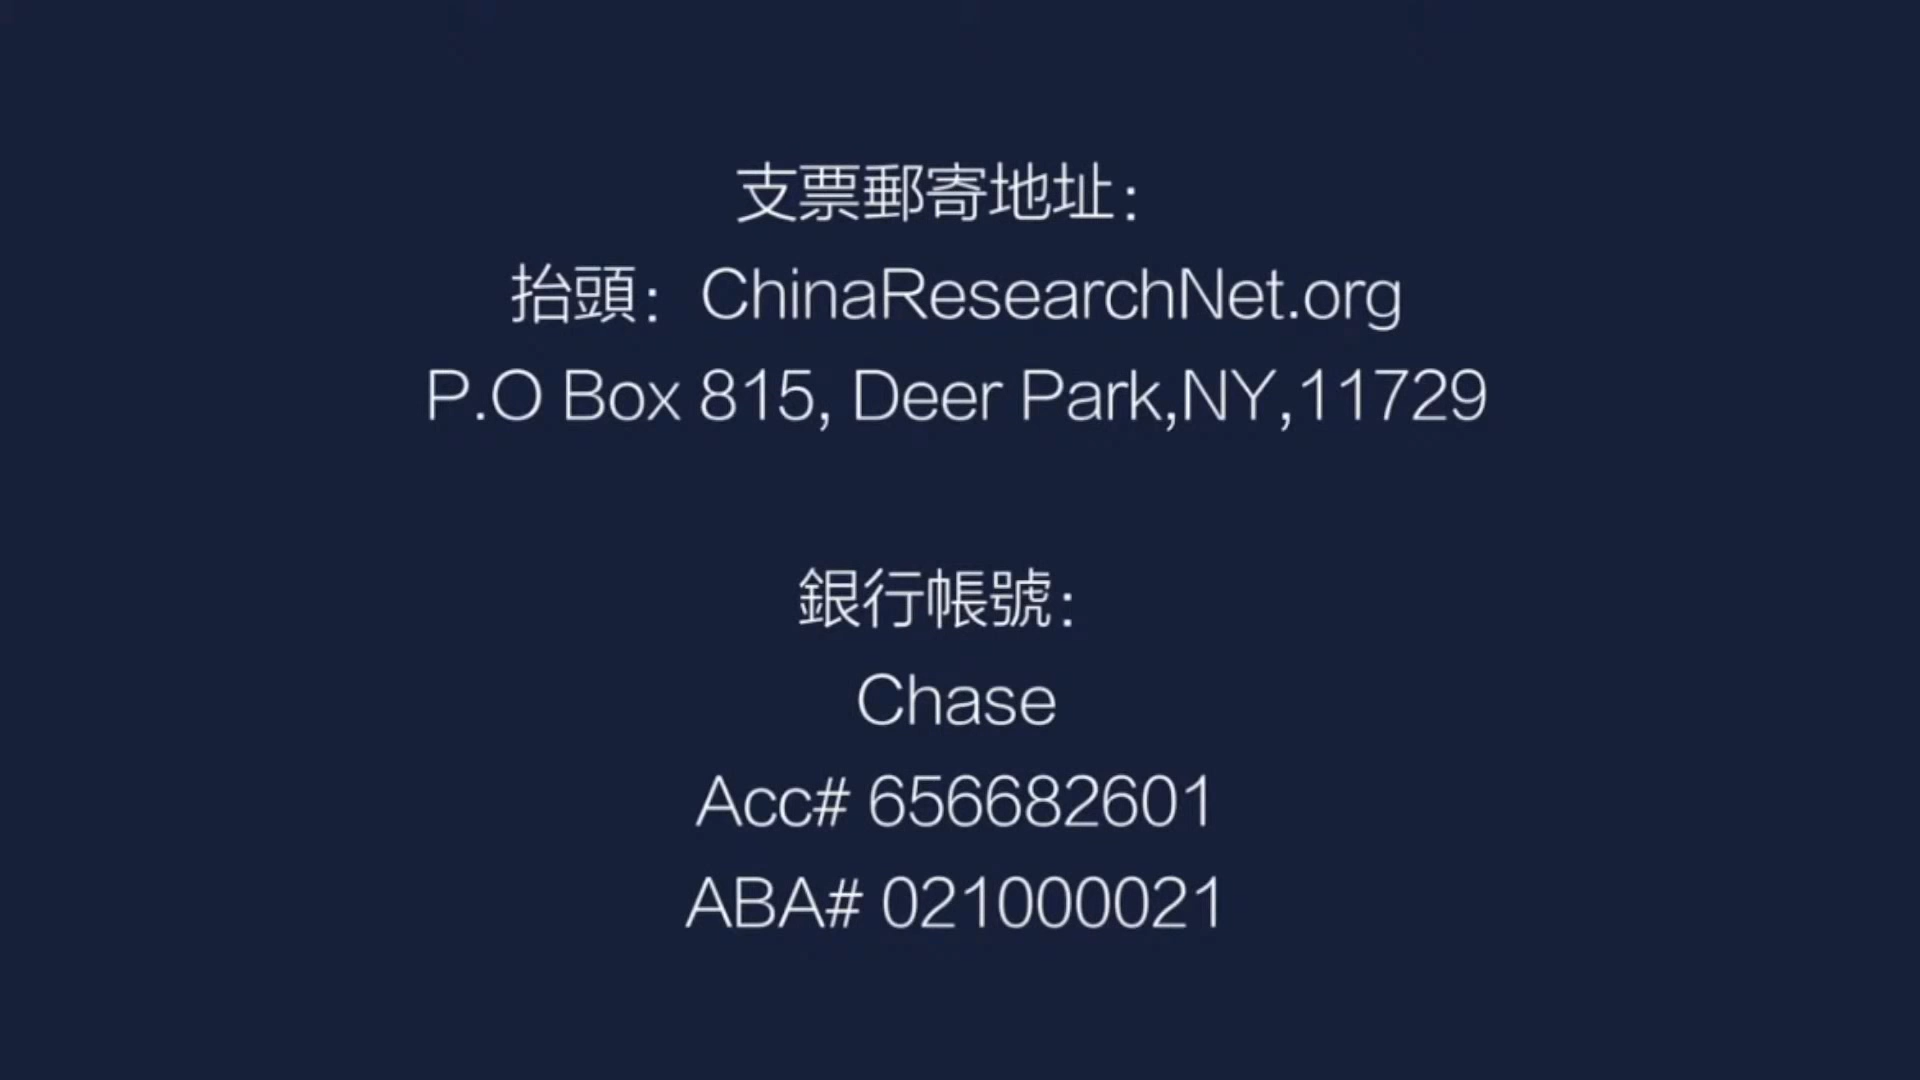 支票郵寄地址：
抬頭：ChinaResearchNet.org
P.O Box 815, Deer Park,NY,11729
銀行帳號：
Chase
Acc# 656682601
ABA# 021000021